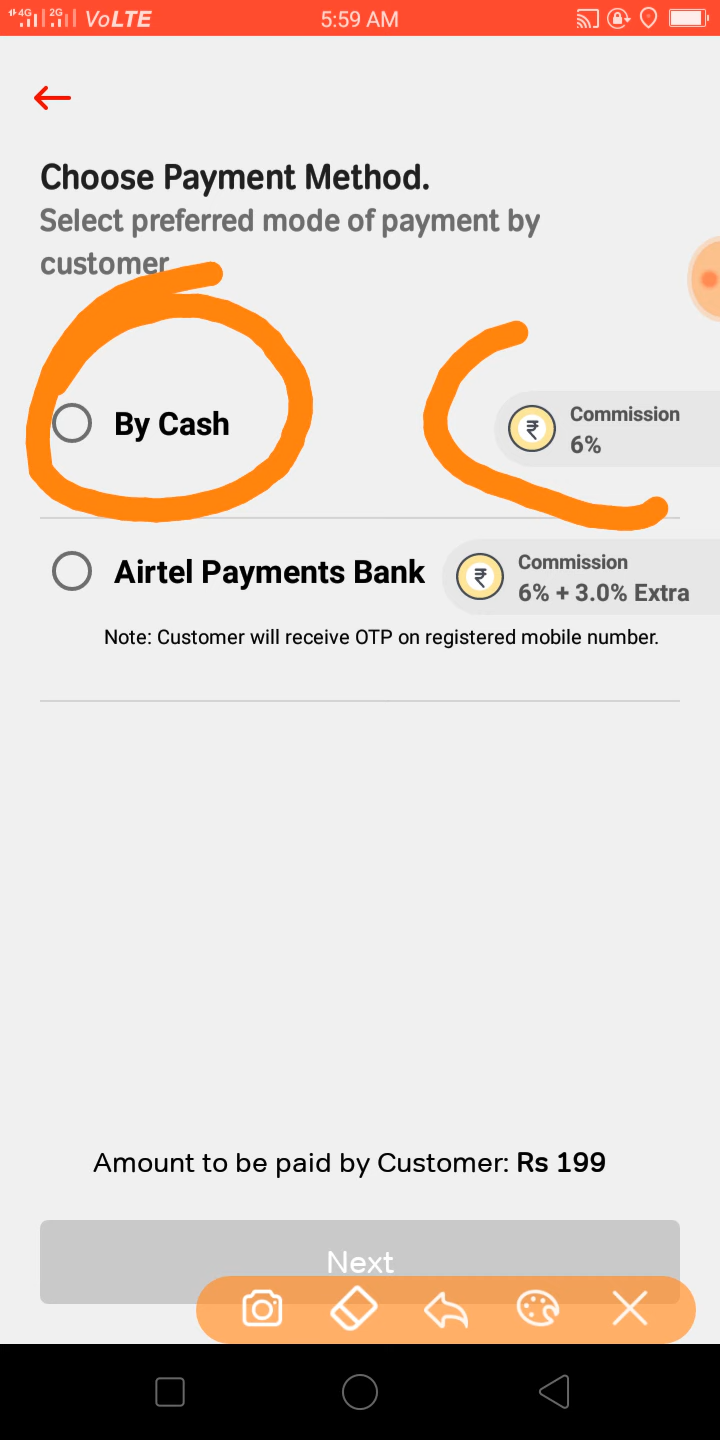 4G 2G VoLTE 5:59 AM
Choose Payment Method.
Select preferred mode of payment by
customer
By Cash
Commission
₹ 6%
Airtel Payments Bank
Commission
₹ 6% + 3.0% Extra
Note: Customer will receive OTP on registered mobile number.
Amount to be paid by Customer: Rs 199
Next